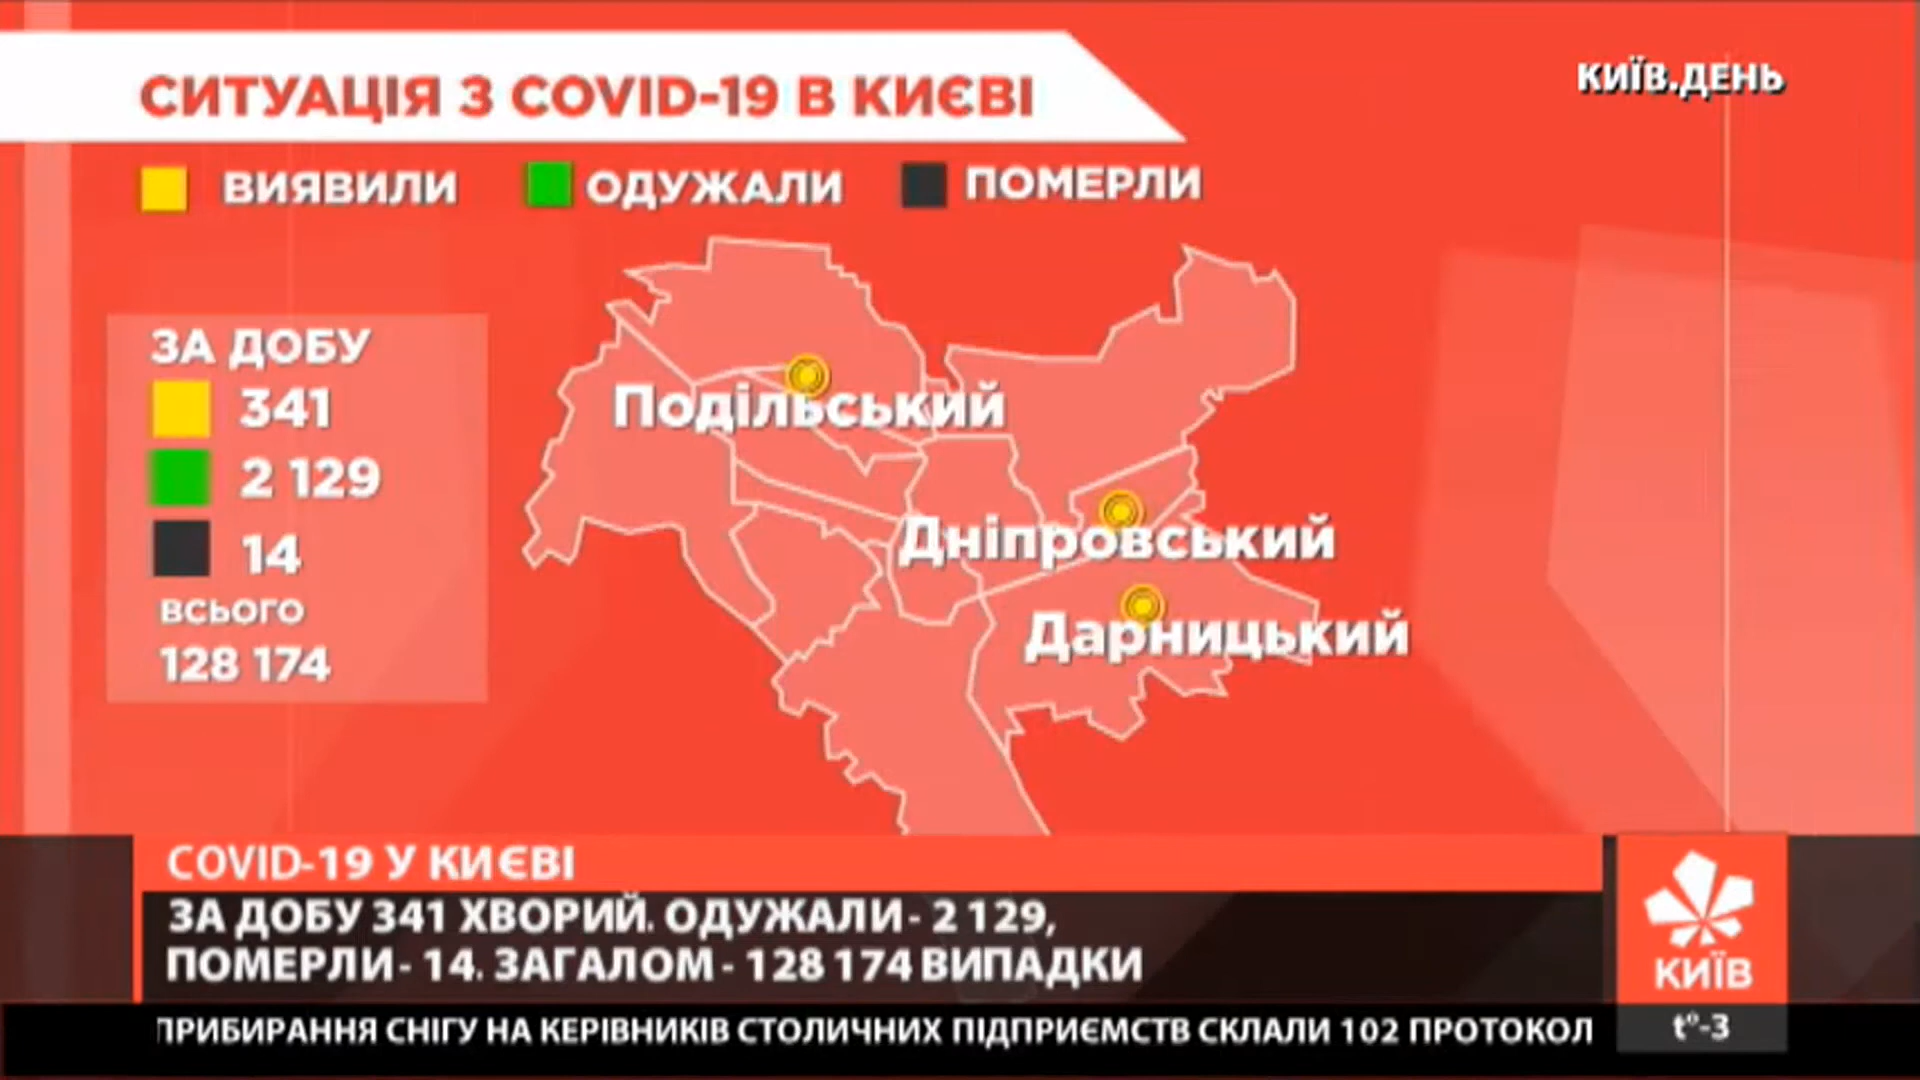 СИТУАЦІЯ З COVID-19 В КИЄВІ
КИЇВ.ДЕНЬ
ВИЯВИЛИ
ОДУЖАЛИ
ПОМЕРЛИ
ЗА ДОБУ
341
2 129
14
ВСЬОГО
128 174
Подільський
Дніпровський
Дарницький
COVID-19 У КИЄВІ
ЗА ДОБУ 341 ХВОРИЙ. ОДУЖАЛИ - 2 129,
ПОМЕРЛИ - 14. ЗАГАЛОМ - 128 174 ВИПАДКИ
КИЇВ
ПРИБИРАННЯ СНІГУ НА КЕРІВНИКІВ СТОЛИЧНИХ ПІДПРИЄМСТВ СКЛАЛИ 102 ПРОТОКОЛ
t°-3